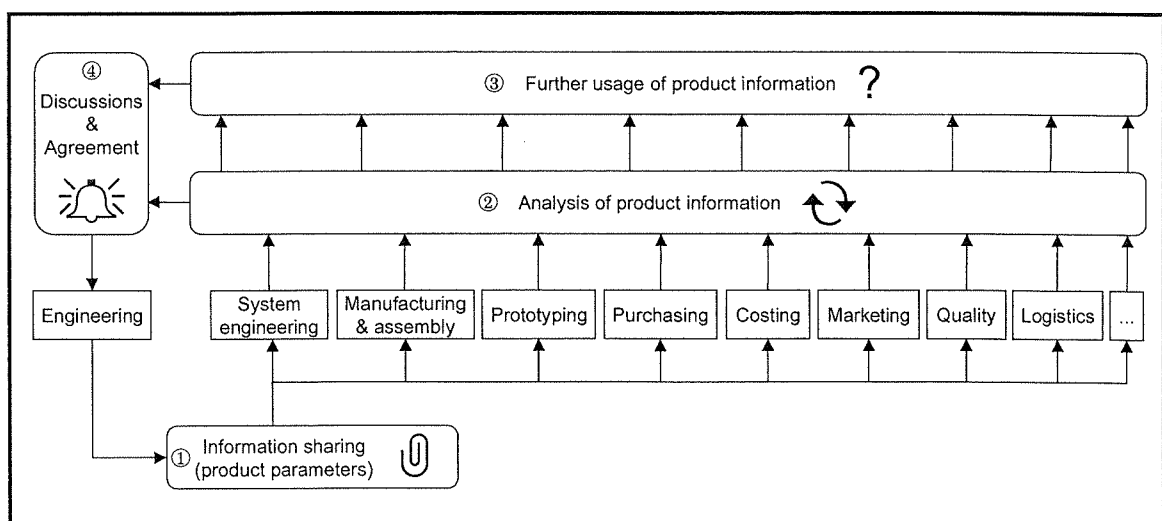 ④
Discussions
&
Agreement
③ Further usage of product information ?
② Analysis of product information
Engineering
System
engineering
Manufacturing
& assembly
Prototyping
Purchasing
Costing
Marketing
Quality
Logistics
...
① Information sharing
(product parameters)